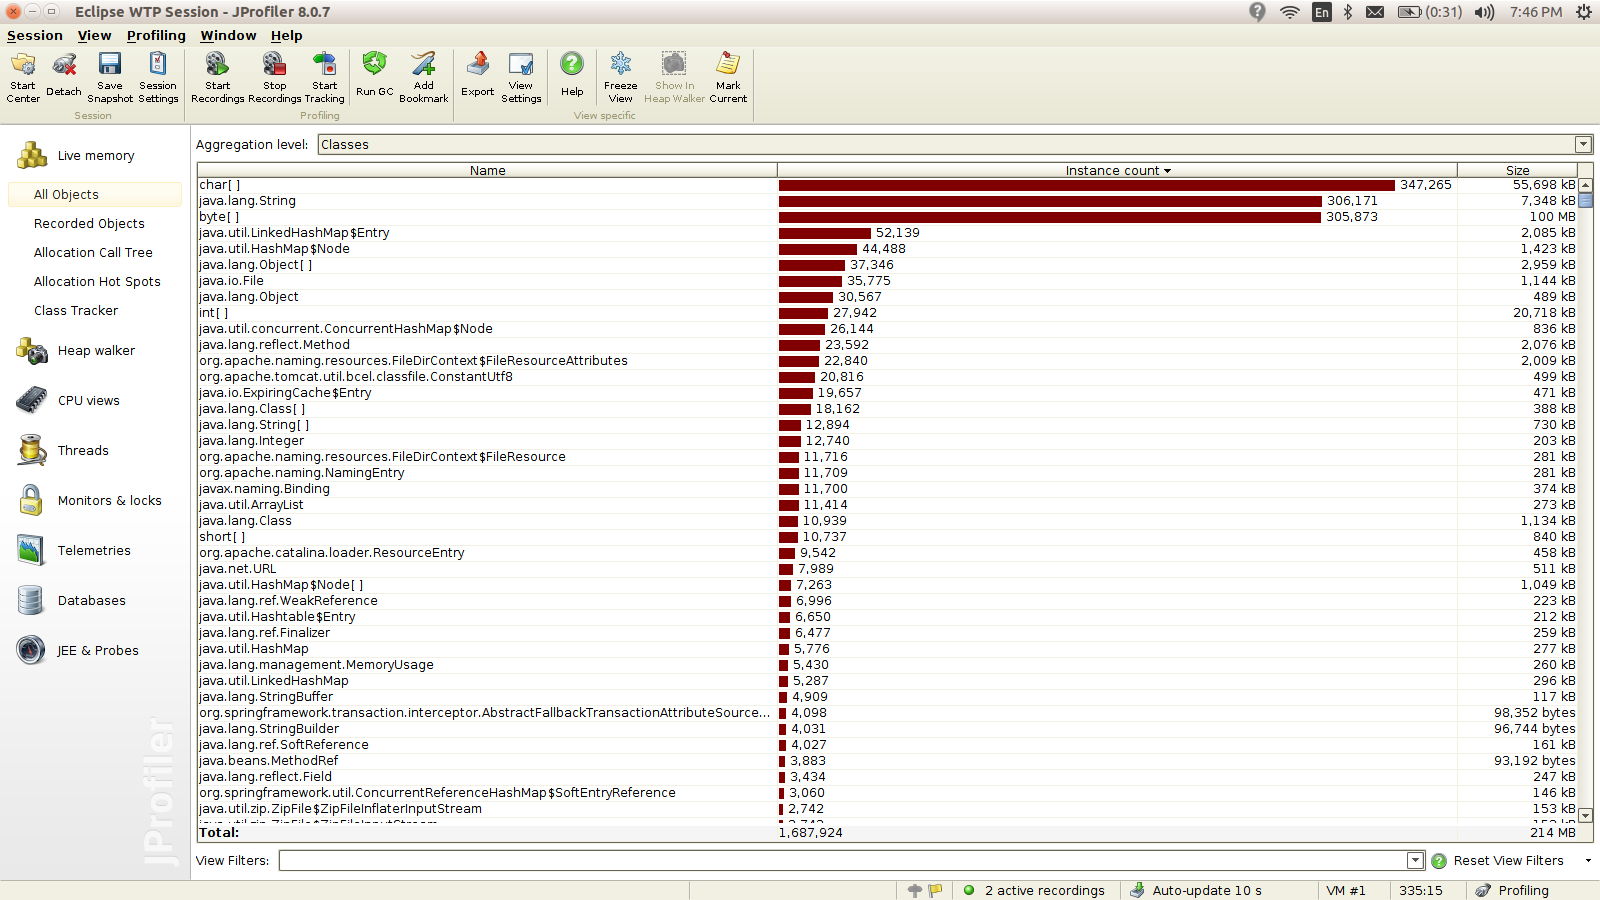 Eclipse WTP Session - JProfiler 8.0.7
En (0:31) 7:46 PM
Session View Profiling Window Help
Start Center Detach Save Snapshot Session Settings Start Recordings Stop Recordings Start Tracking Run GC Add Bookmark Export View Settings Help Freeze View Show In Heap Walker Mark Current
Session Profiling View specific
Live memory
All Objects
Recorded Objects
Allocation Call Tree
Allocation Hot Spots
Class Tracker
Heap walker
CPU views
Threads
Monitors & locks
Telemetries
Databases
JEE & Probes
JProfiler
Aggregation level: Classes
Name Instance count Size
char[ ] 347,265 55,698 kB
java.lang.String 306,171 7,348 kB
byte[ ] 305,873 100 MB
java.util.LinkedHashMap$Entry 52,139 2,085 kB
java.util.HashMap$Node 44,488 1,423 kB
java.lang.Object[ ] 37,346 2,959 kB
java.io.File 35,775 1,144 kB
java.lang.Object 30,567 489 kB
int[ ] 27,942 20,718 kB
java.util.concurrent.ConcurrentHashMap$Node 26,144 836 kB
java.lang.reflect.Method 23,592 2,076 kB
org.apache.naming.resources.FileDirContext$FileResourceAttributes 22,840 2,009 kB
org.apache.tomcat.util.bcel.classfile.ConstantUtf8 20,816 499 kB
java.io.ExpiringCache$Entry 19,657 471 kB
java.lang.Class[ ] 18,162 388 kB
java.lang.String[ ] 12,894 730 kB
java.lang.Integer 12,740 203 kB
org.apache.naming.resources.FileDirContext$FileResource 11,716 281 kB
org.apache.naming.NamingEntry 11,709 281 kB
javax.naming.Binding 11,700 374 kB
java.util.ArrayList 11,414 273 kB
java.lang.Class 10,939 1,134 kB
short[ ] 10,737 840 kB
org.apache.catalina.loader.ResourceEntry 9,542 458 kB
java.net.URL 7,989 511 kB
java.util.HashMap$Node[ ] 7,263 1,049 kB
java.lang.ref.WeakReference 6,996 223 kB
java.util.Hashtable$Entry 6,650 212 kB
java.lang.ref.Finalizer 6,477 259 kB
java.util.HashMap 5,776 277 kB
java.lang.management.MemoryUsage 5,430 260 kB
java.util.LinkedHashMap 5,287 296 kB
java.lang.StringBuffer 4,909 117 kB
org.springframework.transaction.interceptor.AbstractFallbackTransactionAttributeSource... 4,098 98,352 bytes
java.lang.StringBuilder 4,031 96,744 bytes
java.lang.ref.SoftReference 4,027 161 kB
java.beans.MethodRef 3,883 93,192 bytes
java.lang.reflect.Field 3,434 247 kB
org.springframework.util.ConcurrentReferenceHashMap$SoftEntryReference 3,060 146 kB
java.util.zip.ZipFile$ZipFileInflaterInputStream 2,742 153 kB
Total: 1,687,924 214 MB
View Filters: Reset View Filters
2 active recordings Auto-update 10 s VM #1 335:15 Profiling